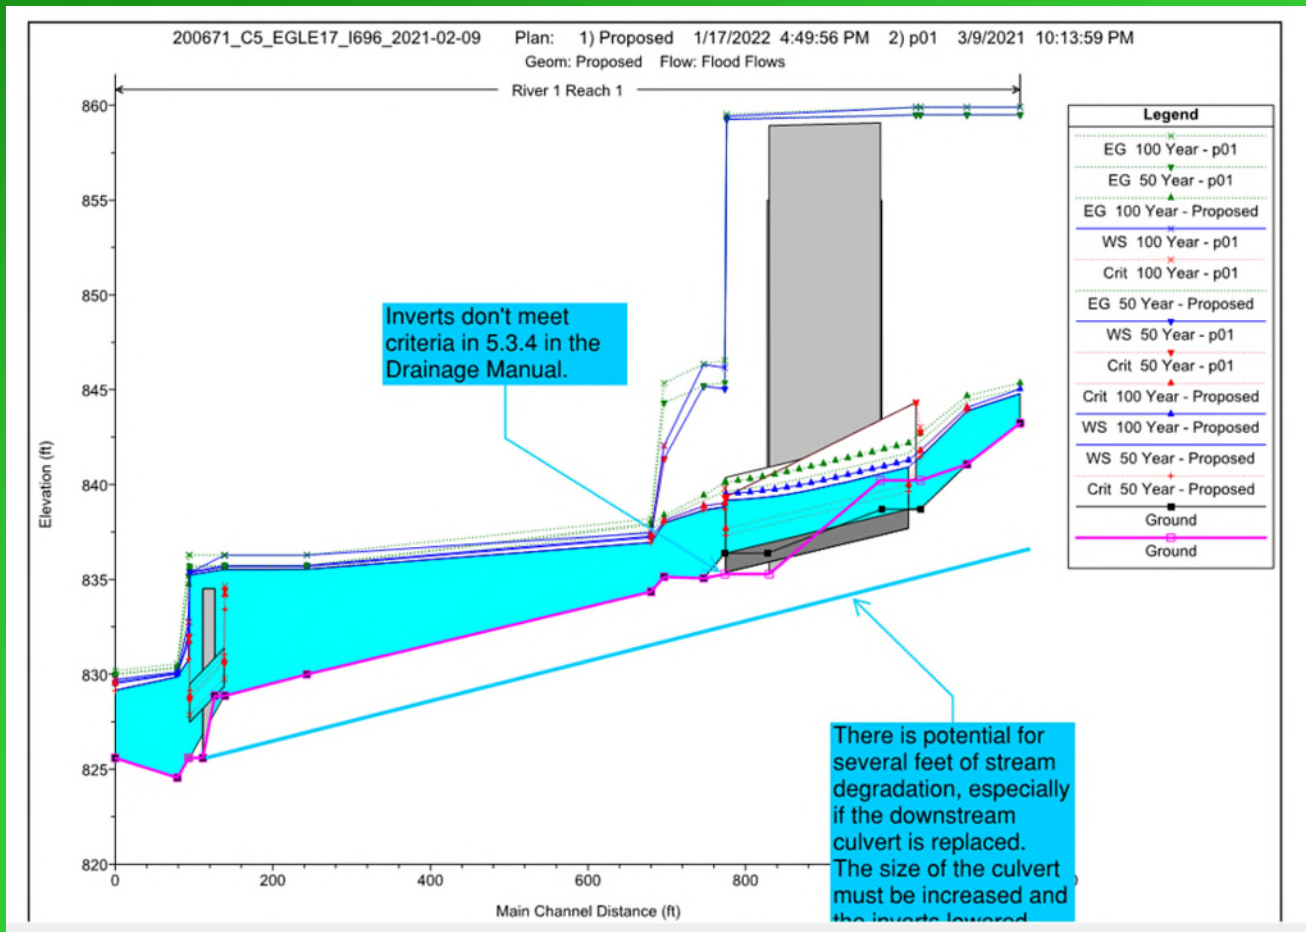 200671_C5_EGLE17_I696_2021-02-09 Plan: 1) Proposed 1/17/2022 4:49:56 PM 2) p01 3/9/2021 10:13:59 PM
Geom: Proposed Flow: Flood Flows
River 1 Reach 1
860
855
850
845
840
835
830
825
820
Elevation (ft)
Inverts don't meet
criteria in 5.3.4 in the
Drainage Manual.
Legend
EG 100 Year - p01
EG 50 Year - p01
EG 100 Year - Proposed
WS 100 Year - p01
Crit 100 Year - p01
EG 50 Year - Proposed
WS 50 Year - p01
Crit 50 Year - p01
Crit 100 Year - Proposed
WS 100 Year - Proposed
WS 50 Year - Proposed
Crit 50 Year - Proposed
Ground
Ground
There is potential for
several feet of stream
degradation, especially
if the downstream
culvert is replaced.
The size of the culvert
must be increased and
the inverts lowered
0 200 400 600 800
Main Channel Distance (ft)